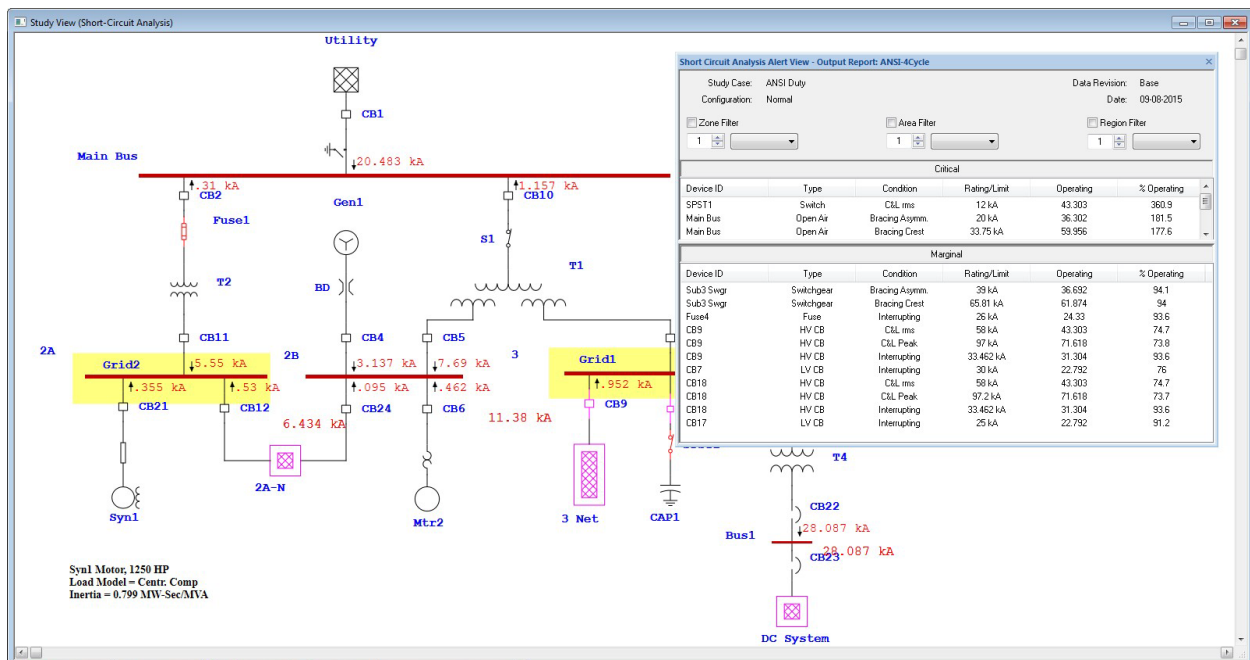 Study View (Short-Circuit Analysis)
Utility
CB1
20.483 kA
Main Bus
.31 kA
1.157 kA
CB2
CB10
Gen1
Fuse1
S1
T1
T2
BD
CB11
CB4
CB5
2A
2B
3
Grid2
5.55 kA
3.137 kA
7.69 kA
Grid1
.355 kA
.53 kA
.095 kA
.462 kA
.952 kA
CB21
CB12
CB24
CB6
CB9
6.434 kA
11.38 kA
2A-N
Syn1
Mtr2
3 Net
CAP1
T4
CB22
28.087 kA
Bus1
28.087 kA
CB23
DC System
Syn1 Motor, 1250 HP
Load Model = Centr. Comp
Inertia = 0.799 MW-Sec/MVA
Short Circuit Analysis Alert View - Output Report: ANSI-4Cycle
Study Case: ANSI Duty Data Revision: Base
Configuration: Normal Date: 09-08-2015
Zone Filter Area Filter Region Filter
1 1 1
Critical
Device ID Type Condition Rating/Limit Operating % Operating
SPST1 Switch C&L rms 12 kA 43.303 360.9
Main Bus Open Air Bracing Asymm. 20 kA 36.302 181.5
Main Bus Open Air Bracing Crest 33.75 kA 59.956 177.6
Marginal
Device ID Type Condition Rating/Limit Operating % Operating
Sub3 Swgr Switchgear Bracing Asymm. 39 kA 36.692 94.1
Sub3 Swgr Switchgear Bracing Crest 65.81 kA 61.874 94
Fuse4 Fuse Interrupting 26 kA 24.33 93.6
CB9 HV CB C&L rms 58 kA 43.303 74.7
CB9 HV CB C&L Peak 97 kA 71.618 73.8
CB9 HV CB Interrupting 33.462 kA 31.304 93.6
CB7 LV CB Interrupting 30 kA 22.792 76
CB18 HV CB C&L rms 58 kA 43.303 74.7
CB18 HV CB C&L Peak 97.2 kA 71.618 73.7
CB18 HV CB Interrupting 33.462 kA 31.304 93.6
CB17 LV CB Interrupting 25 kA 22.792 91.2